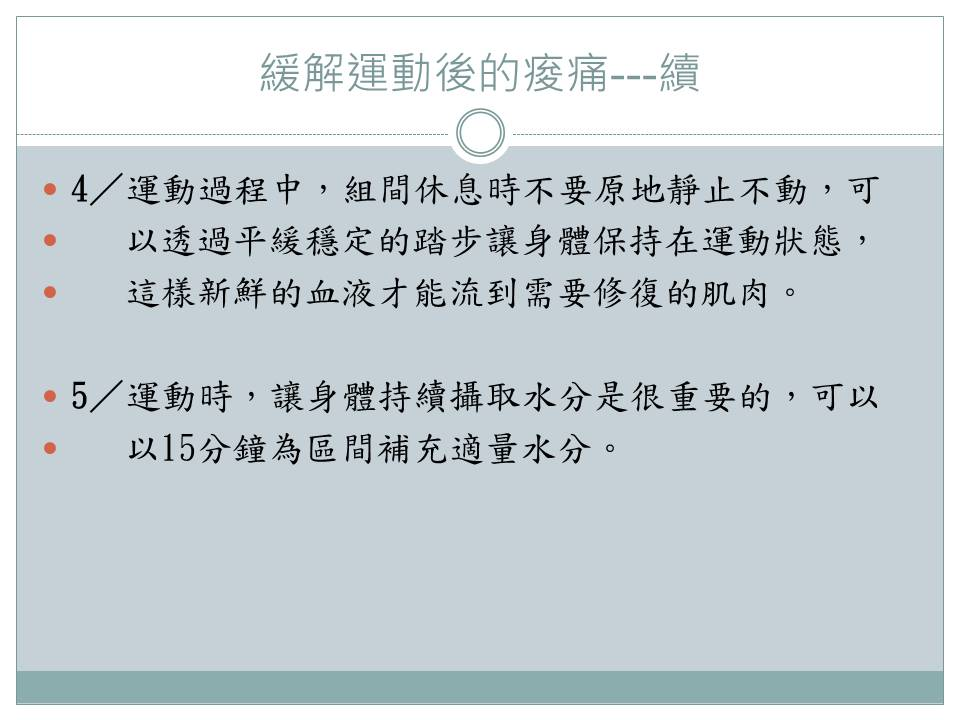 緩解運動後的痠痛---續
• 4／運動過程中，組間休息時不要原地靜止不動，可
• 以透過平緩穩定的踏步讓身體保持在運動狀態，
• 這樣新鮮的血液才能流到需要修復的肌肉。
• 5／運動時，讓身體持續攝取水分是很重要的，可以
• 以15分鐘為區間補充適量水分。